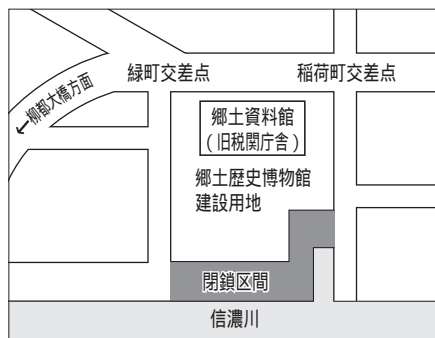 緑町交差点
稲荷町交差点
←柳都大橋方面
郷土資料館
（旧税関庁舎）
郷土歴史博物館
建設用地
閉鎖区間
信濃川